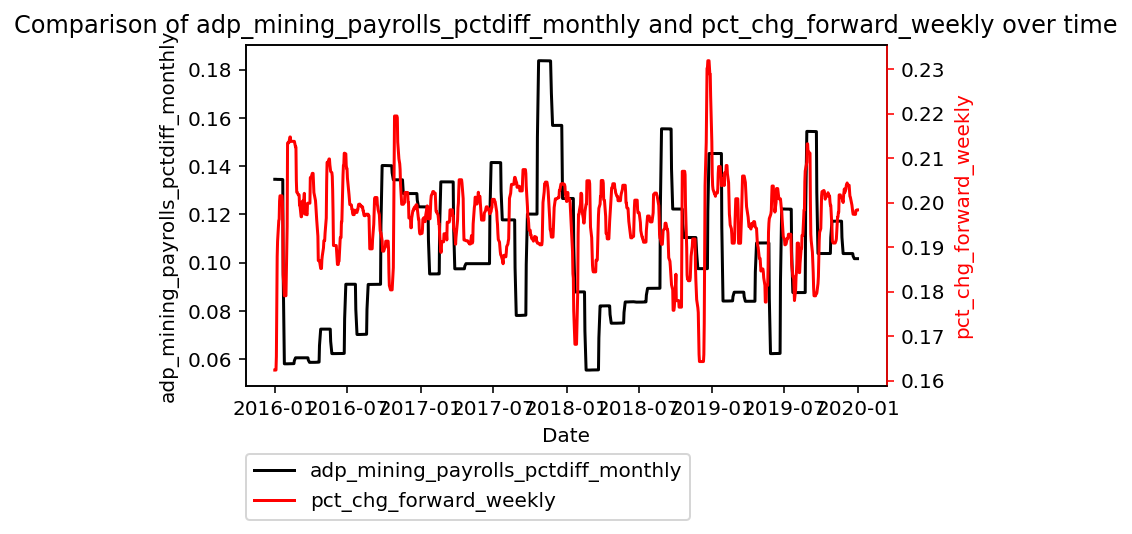 Comparison of adp_mining_payrolls_pctdiff_monthly and pct_chg_forward_weekly over time
adp_mining_payrolls_pctdiff_monthly
0.18
0.16
0.14
0.12
0.10
0.08
0.06
0.23
0.22
0.21
0.20
0.19
0.18
0.17
0.16
pct_chg_forward_weekly
2016-01 2016-07 2017-01 2017-07 2018-01 2018-07 2019-01 2019-07 2020-01
Date
adp_mining_payrolls_pctdiff_monthly
pct_chg_forward_weekly